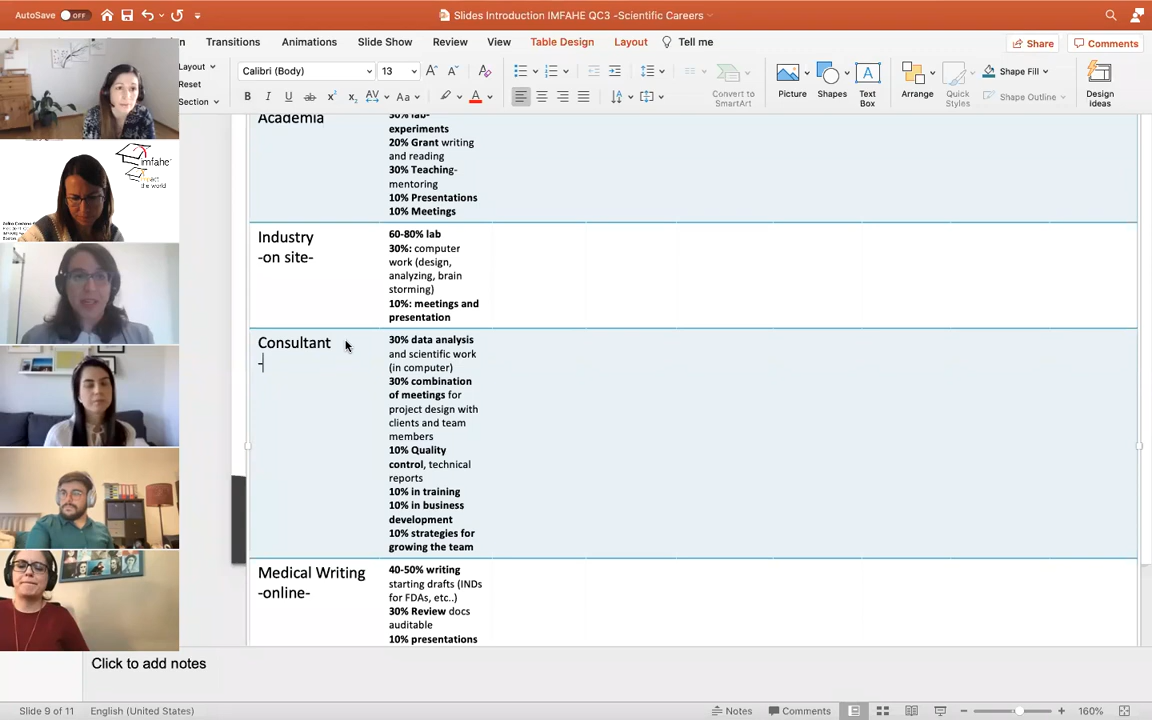 AutoSave OFF
Slides Introduction IMFAHE QC3 -Scientific Careers
Transitions Animations Slide Show Review View Table Design Layout Tell me
Share Comments
Layout
Reset
Section
Calibri (Body) 13
Convert to
SmartArt
Picture Shapes Text
Box
Arrange Quick
Styles
Shape Fill
Shape Outline
Design
Ideas
imfahe
the world
Academia
experiments
20% Grant writing
and reading
30% Teaching-
mentoring
10% Presentations
10% Meetings
Industry
-on site-
60-80% lab
30%: computer
work (design,
analyzing, brain
storming)
10%: meetings and
presentation
Consultant
-
30% data analysis
and scientific work
(in computer)
30% combination
of meetings for
project design with
clients and team
members
10% Quality
control, technical
reports
10% in training
10% in business
development
10% strategies for
growing the team
Medical Writing
-online-
40-50% writing
starting drafts (INDs
for FDAs, etc..)
30% Review docs
auditable
10% presentations
Click to add notes
Slide 9 of 11 English (United States) Notes Comments 160%